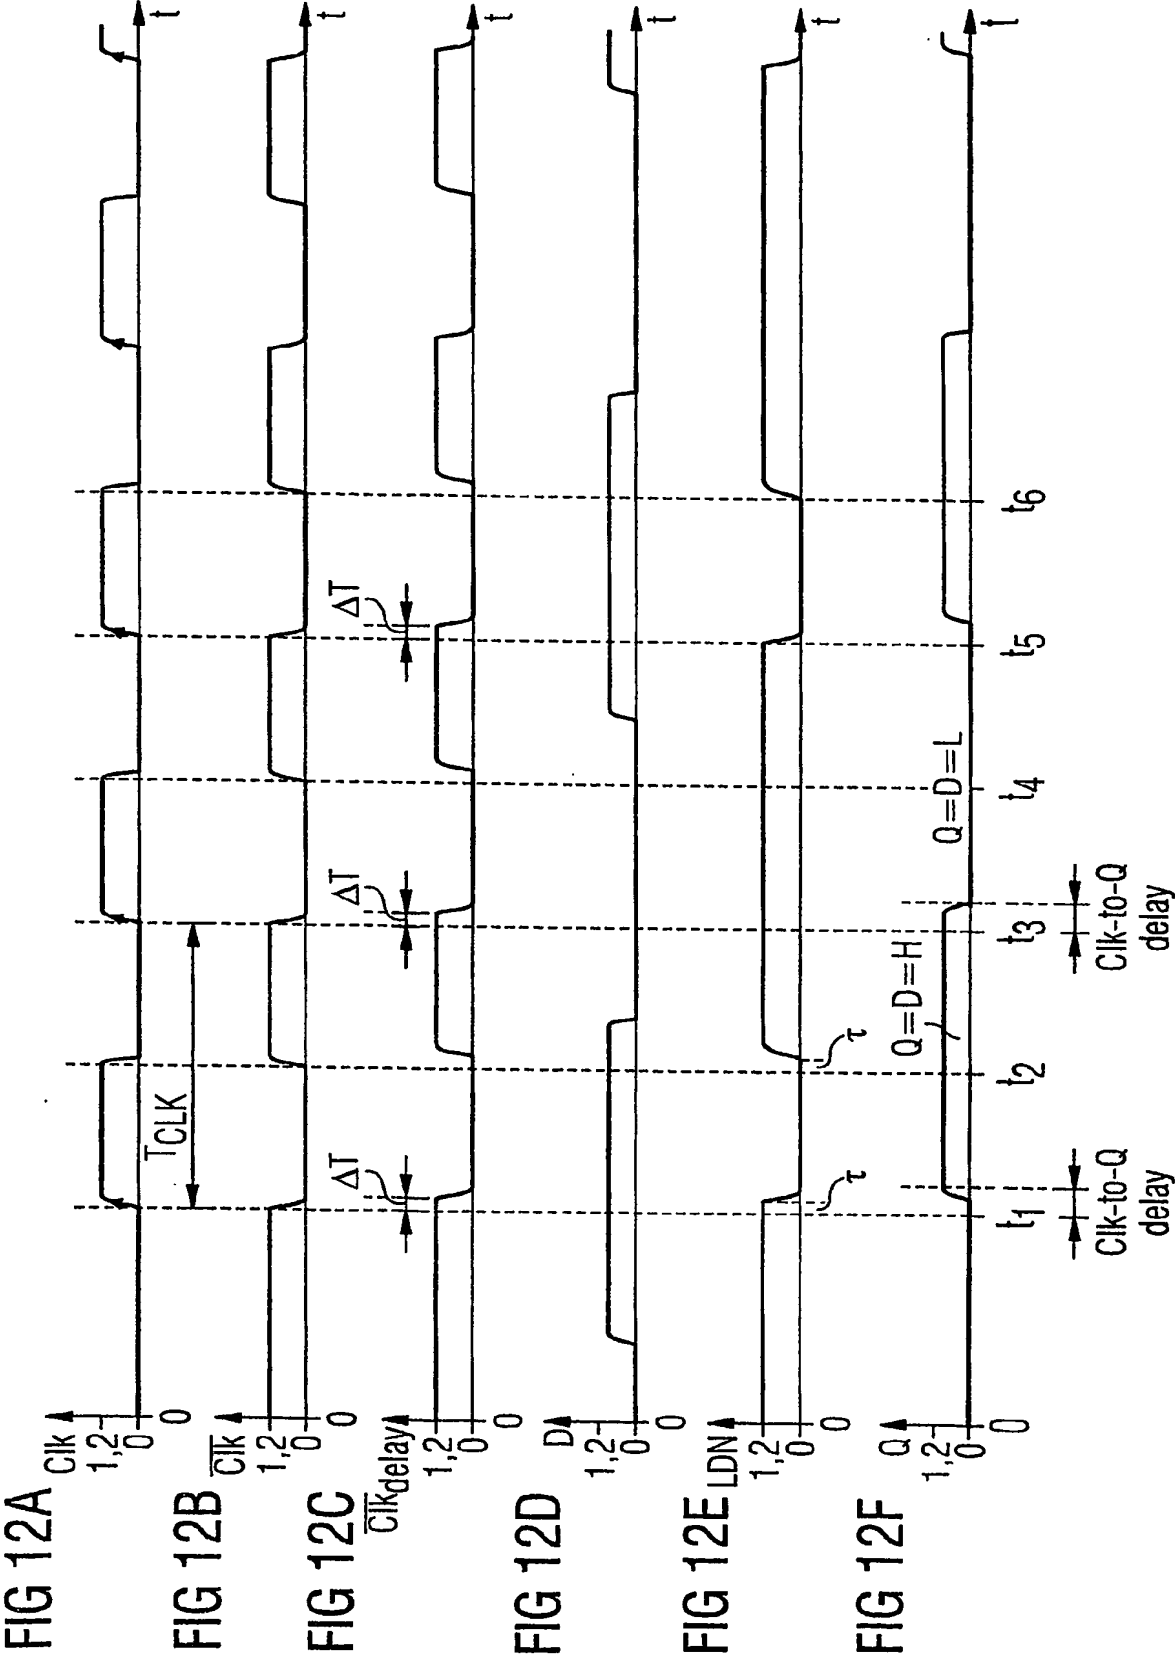 FIG 12A
Clk
1,2
0
0
t
TCLK
FIG 12B
Clk
1,2
0
0
t
FIG 12C
Clkdelay
1,2
0
0
t
ΔT
ΔT
ΔT
FIG 12D
D
1,2
0
0
t
FIG 12E
LDN
1,2
0
0
t
τ
τ
FIG 12F
Q
1,2
0
0
t
Q=D=H
Q=D=L
t1
t2
t3
t4
t5
t6
Clk-to-Q
delay
Clk-to-Q
delay